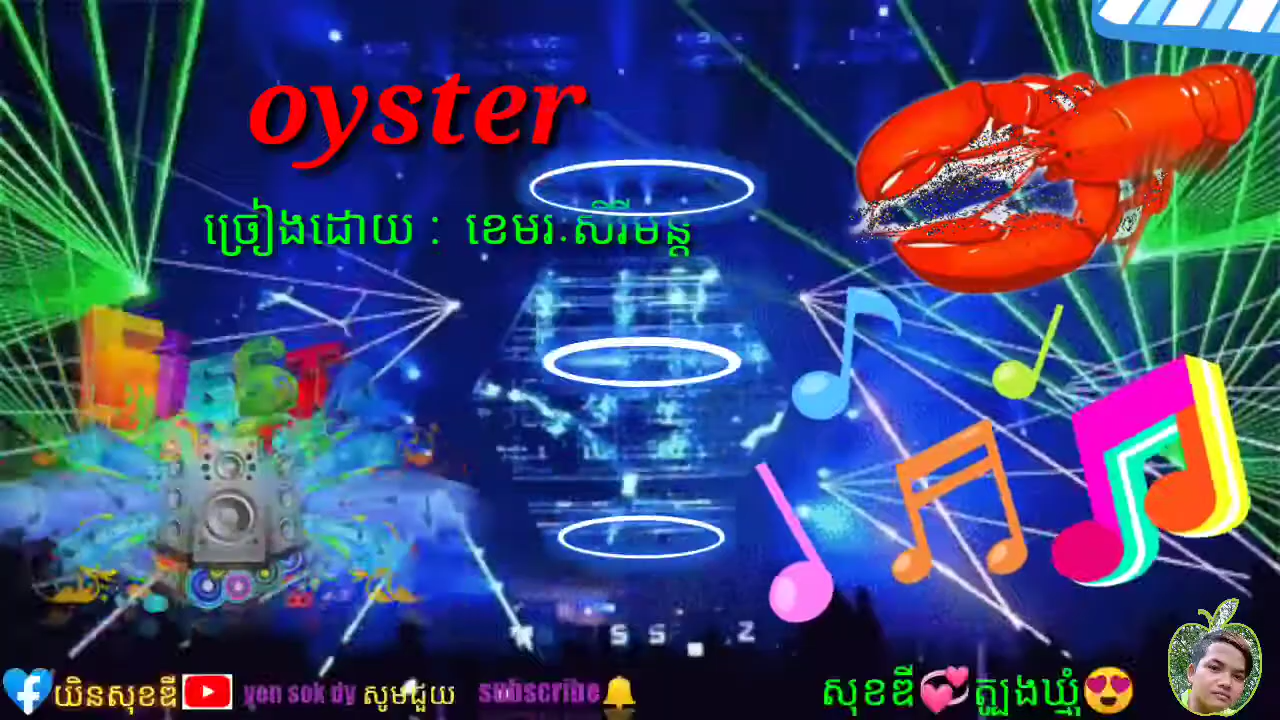 oyster
ច្រៀងដោយ : ខេមរៈសិរីមន្ត
FIESTA
S S Z
យិនសុខឌី yen sok dy សូមជួយ subscribe
សុខឌី ត្បូងឃ្មុំ